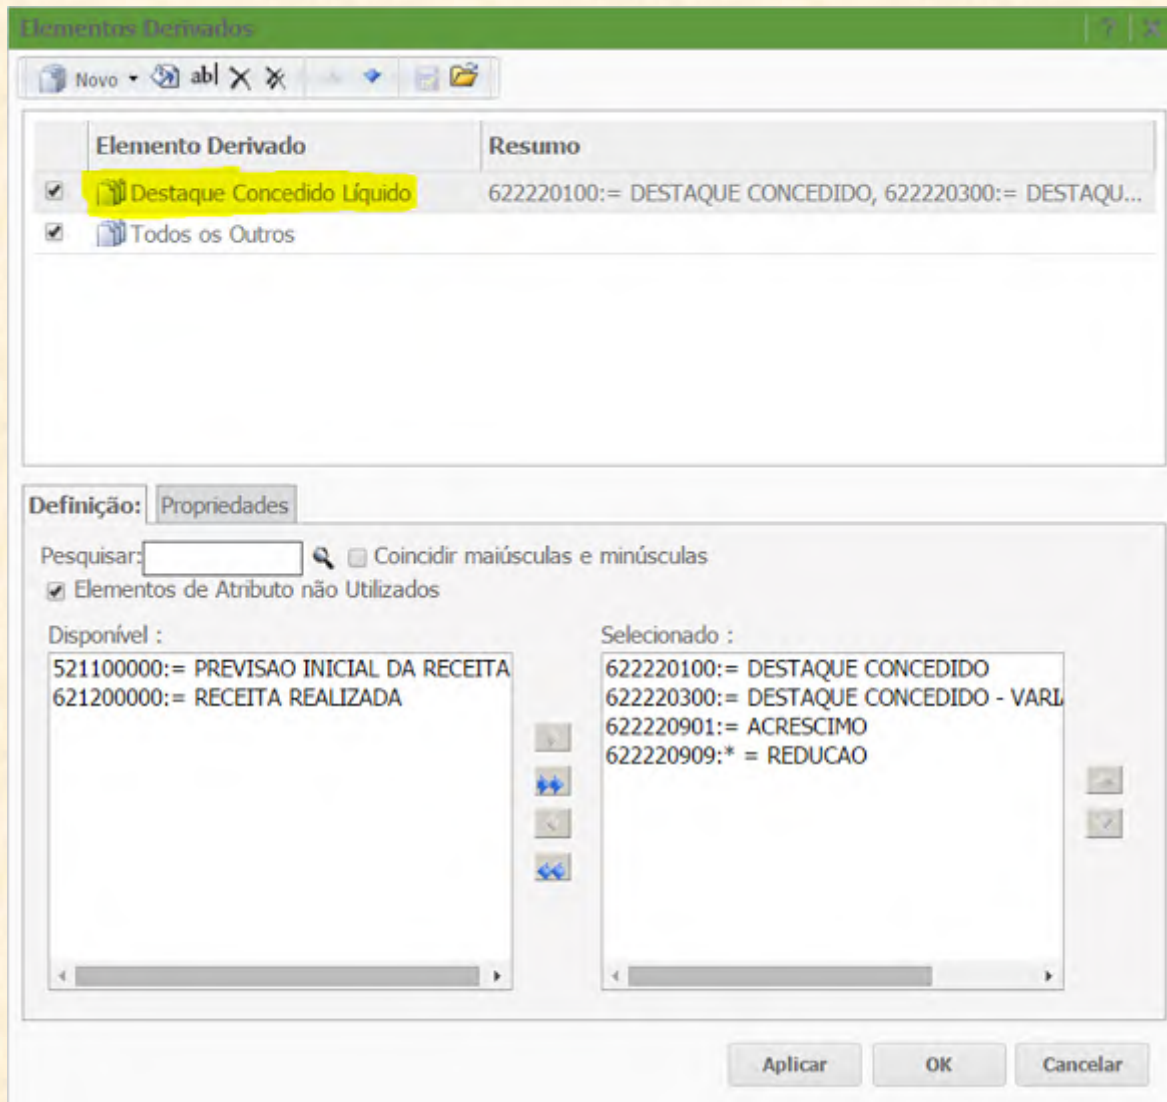 Elementos Derivados
Novo abl
Elemento Derivado Resumo
Destaque Concedido Líquido 622220100:= DESTAQUE CONCEDIDO, 622220300:= DESTAQU...
Todos os Outros
Definição: Propriedades
Pesquisar: Coincidir maiúsculas e minúsculas
Elementos de Atributo não Utilizados
Disponível : Selecionado :
521100000:= PREVISAO INICIAL DA RECEITA 622220100:= DESTAQUE CONCEDIDO
621200000:= RECEITA REALIZADA 622220300:= DESTAQUE CONCEDIDO - VARI
622220901:= ACRESCIMO
622220909:* = REDUCAO
Aplicar OK Cancelar